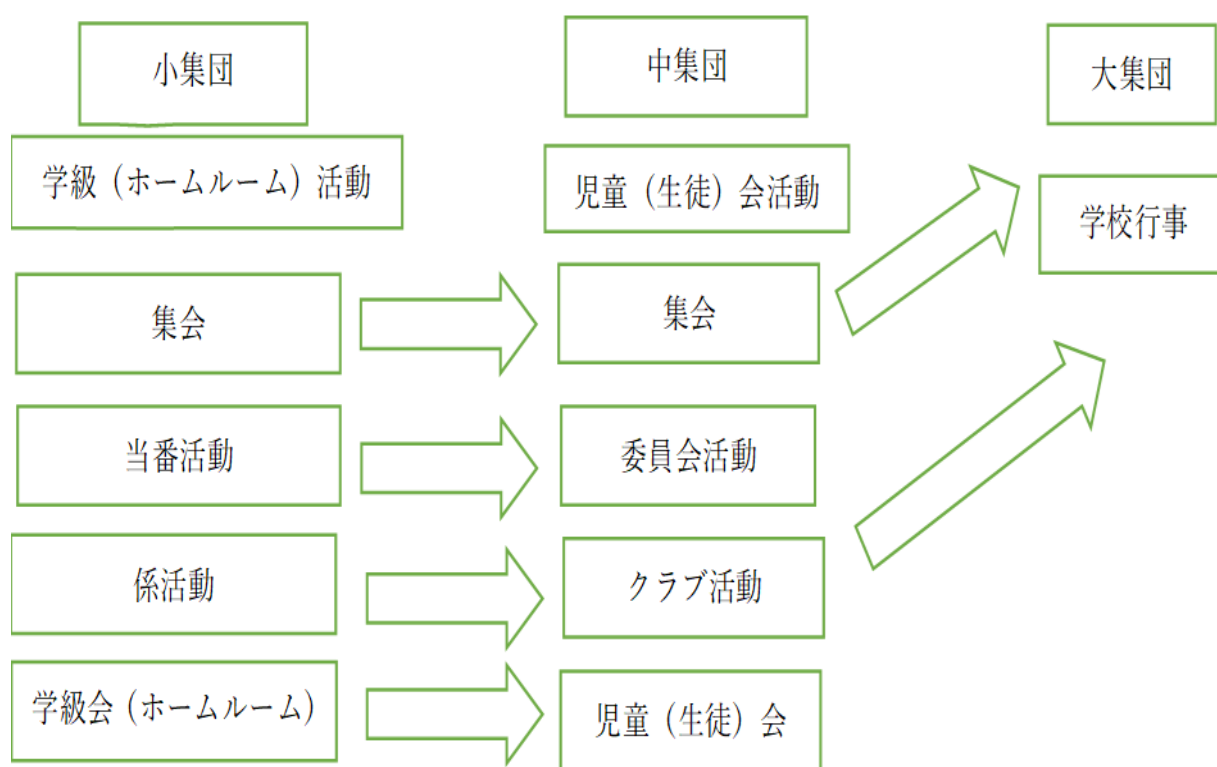 小集団
中集団
大集団
学級（ホームルーム）活動
児童（生徒）会活動
学校行事
集会
集会
当番活動
委員会活動
係活動
クラブ活動
学級会（ホームルーム）
児童（生徒）会